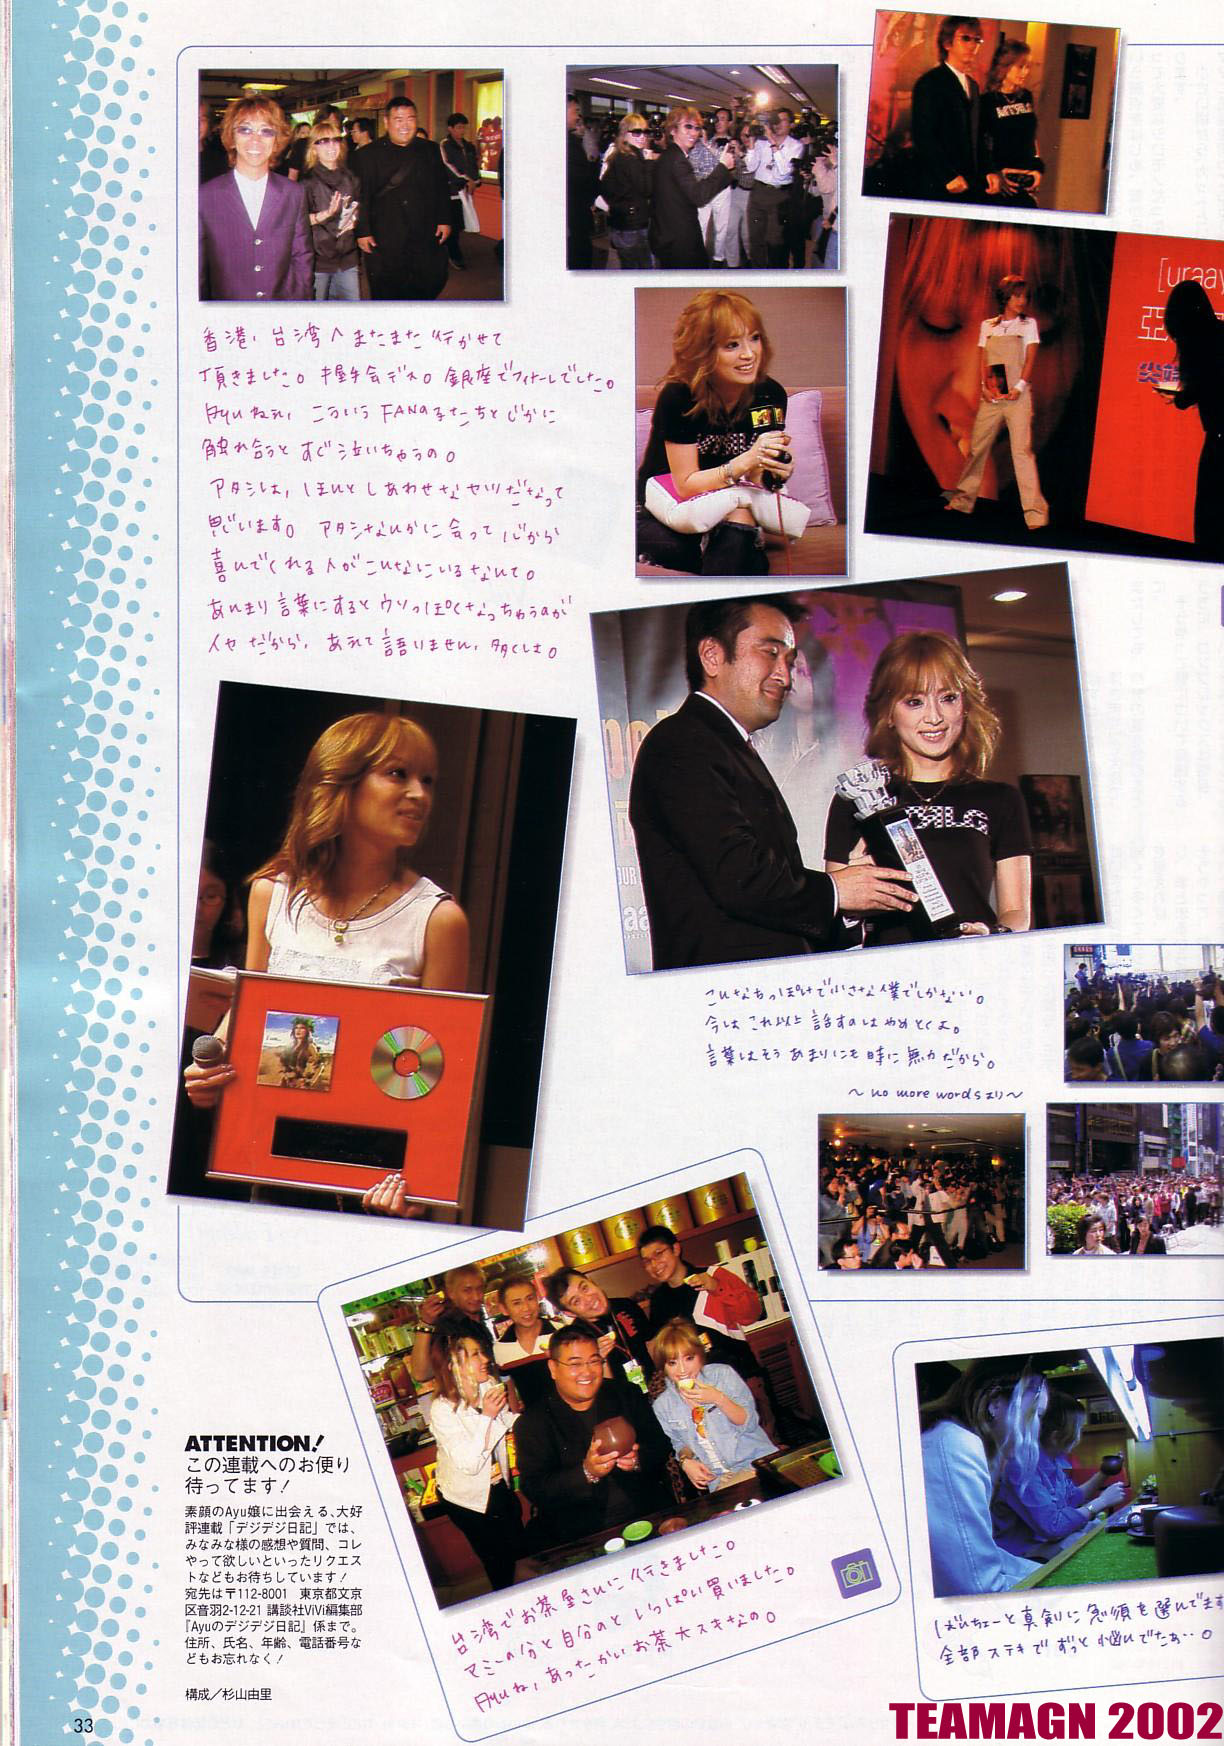 香港、台湾へまたまた行かせて
頂きました。握手会デス。銀座でフィナーレでした。
Ayuねぇ、こういうFANの子たちとじかに
触れ合うと すぐ泣いちゃうの。
アタシは、ほんと しあわせなヤツだなって
思います。アタシなんかに会って 心から
喜んでくれる人がこんなにいるなんて。
あんまり言葉にするとウソっぽくなっちゃうのが
イヤだから、あえて語いません、多くは。
[uraay
MTV
こんなちっぽけで小さな僕でしかない。
今はこれ以上話すのはやめとくよ。
言葉はそうあまりにも時に無力だから。
～no more wordsより～
台湾でお茶屋さんに行きました。
マミーの分と自分のと いっぱい買いました。
Ayuね、あったかいお茶大スキなの。
ばんちょーと真剣に急須を選んでます
全部ステキで ずっと悩んでたぁ‥。
ATTENTION!
この連載へのお便り
待ってます!
素顔のAyu嬢に出会える、大好
評連載「デジデジ日記」では、
みなみな様の感想や質問、コレ
やって欲しいといったリクエス
トなどもお待ちしています!
宛先は〒112-8001 東京都文京
区音羽2-12-21 講談社ViVi編集部
『Ayuのデジデジ日記』係まで。
住所、氏名、年齢、電話番号な
どもお忘れなく!
構成/杉山由里
33
TEAMAGN 2002